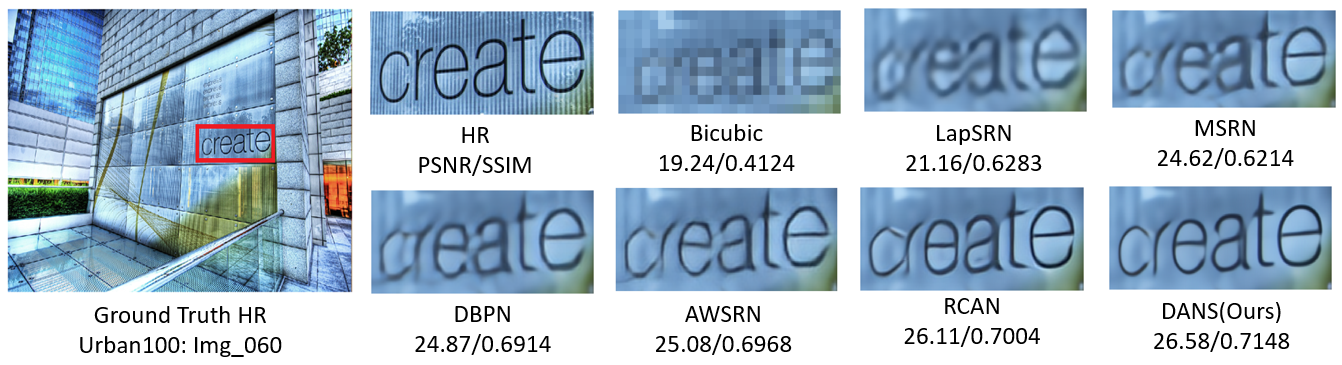 create
create
HR
PSNR/SSIM
create
Bicubic
19.24/0.4124
create
LapSRN
21.16/0.6283
create
MSRN
24.62/0.6214
Ground Truth HR
Urban100: Img_060
create
DBPN
24.87/0.6914
create
AWSRN
25.08/0.6968
create
RCAN
26.11/0.7004
create
DANS(Ours)
26.58/0.7148